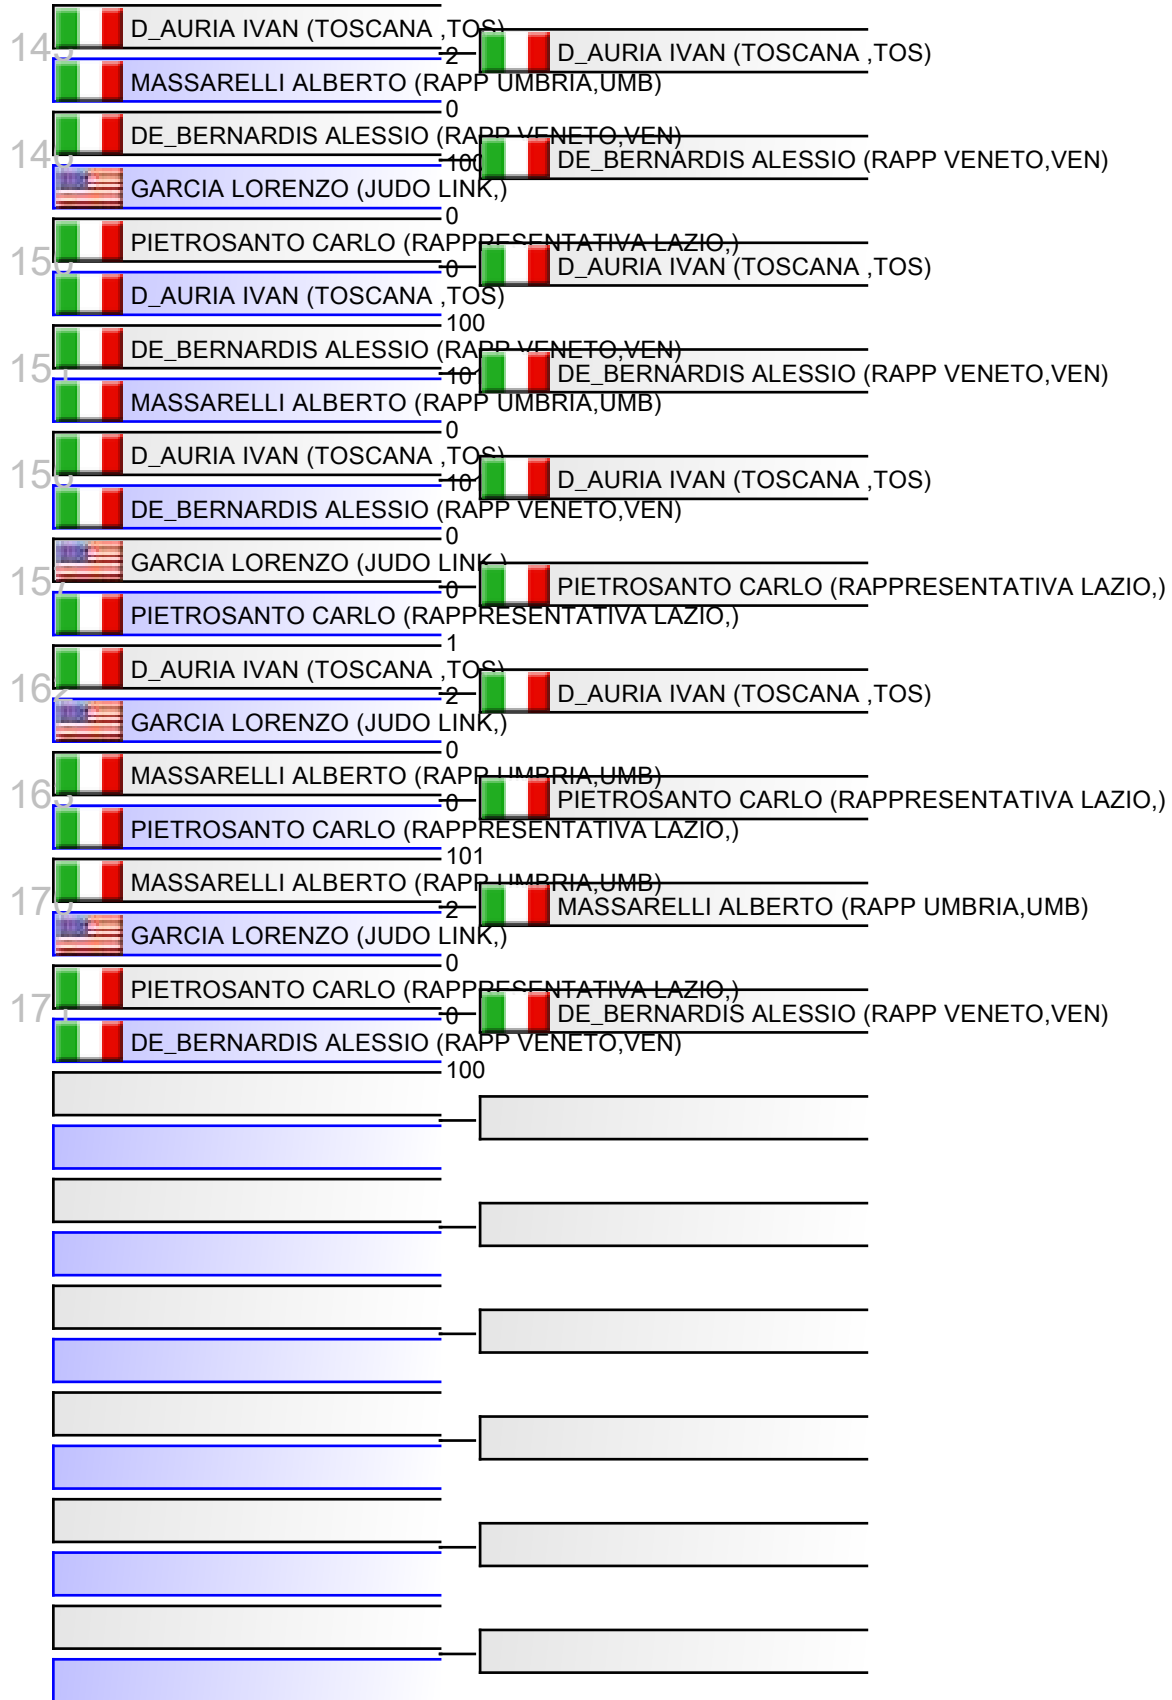 D_AURIA IVAN (TOSCANA ,TOS)
2
D_AURIA IVAN (TOSCANA ,TOS)
MASSARELLI ALBERTO (RAPP UMBRIA,UMB)
0
DE_BERNARDIS ALESSIO (RAPP VENETO,VEN)
100
DE_BERNARDIS ALESSIO (RAPP VENETO,VEN)
GARCIA LORENZO (JUDO LINK,)
0
PIETROSANTO CARLO (RAPPRESENTATIVA LAZIO,)
0
D_AURIA IVAN (TOSCANA ,TOS)
D_AURIA IVAN (TOSCANA ,TOS)
100
DE_BERNARDIS ALESSIO (RAPP VENETO,VEN)
DE_BERNARDIS ALESSIO (RAPP VENETO,VEN)
MASSARELLI ALBERTO (RAPP UMBRIA,UMB)
0
D_AURIA IVAN (TOSCANA ,TOS)
D_AURIA IVAN (TOSCANA ,TOS)
DE_BERNARDIS ALESSIO (RAPP VENETO,VEN)
0
GARCIA LORENZO (JUDO LINK,)
0
PIETROSANTO CARLO (RAPPRESENTATIVA LAZIO,)
PIETROSANTO CARLO (RAPPRESENTATIVA LAZIO,)
1
D_AURIA IVAN (TOSCANA ,TOS)
2
D_AURIA IVAN (TOSCANA ,TOS)
GARCIA LORENZO (JUDO LINK,)
0
MASSARELLI ALBERTO (RAPP UMBRIA,UMB)
0
PIETROSANTO CARLO (RAPPRESENTATIVA LAZIO,)
PIETROSANTO CARLO (RAPPRESENTATIVA LAZIO,)
101
MASSARELLI ALBERTO (RAPP UMBRIA,UMB)
2
MASSARELLI ALBERTO (RAPP UMBRIA,UMB)
GARCIA LORENZO (JUDO LINK,)
0
PIETROSANTO CARLO (RAPPRESENTATIVA LAZIO,)
0
DE_BERNARDIS ALESSIO (RAPP VENETO,VEN)
DE_BERNARDIS ALESSIO (RAPP VENETO,VEN)
100